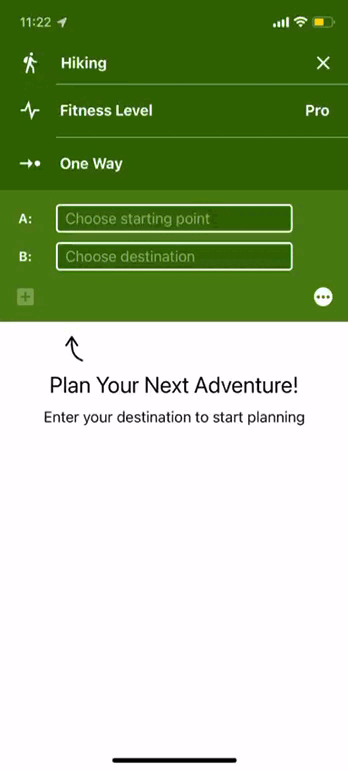 11:22
Hiking
Fitness Level Pro
One Way
A: Choose starting point
B: Choose destination
Plan Your Next Adventure!
Enter your destination to start planning